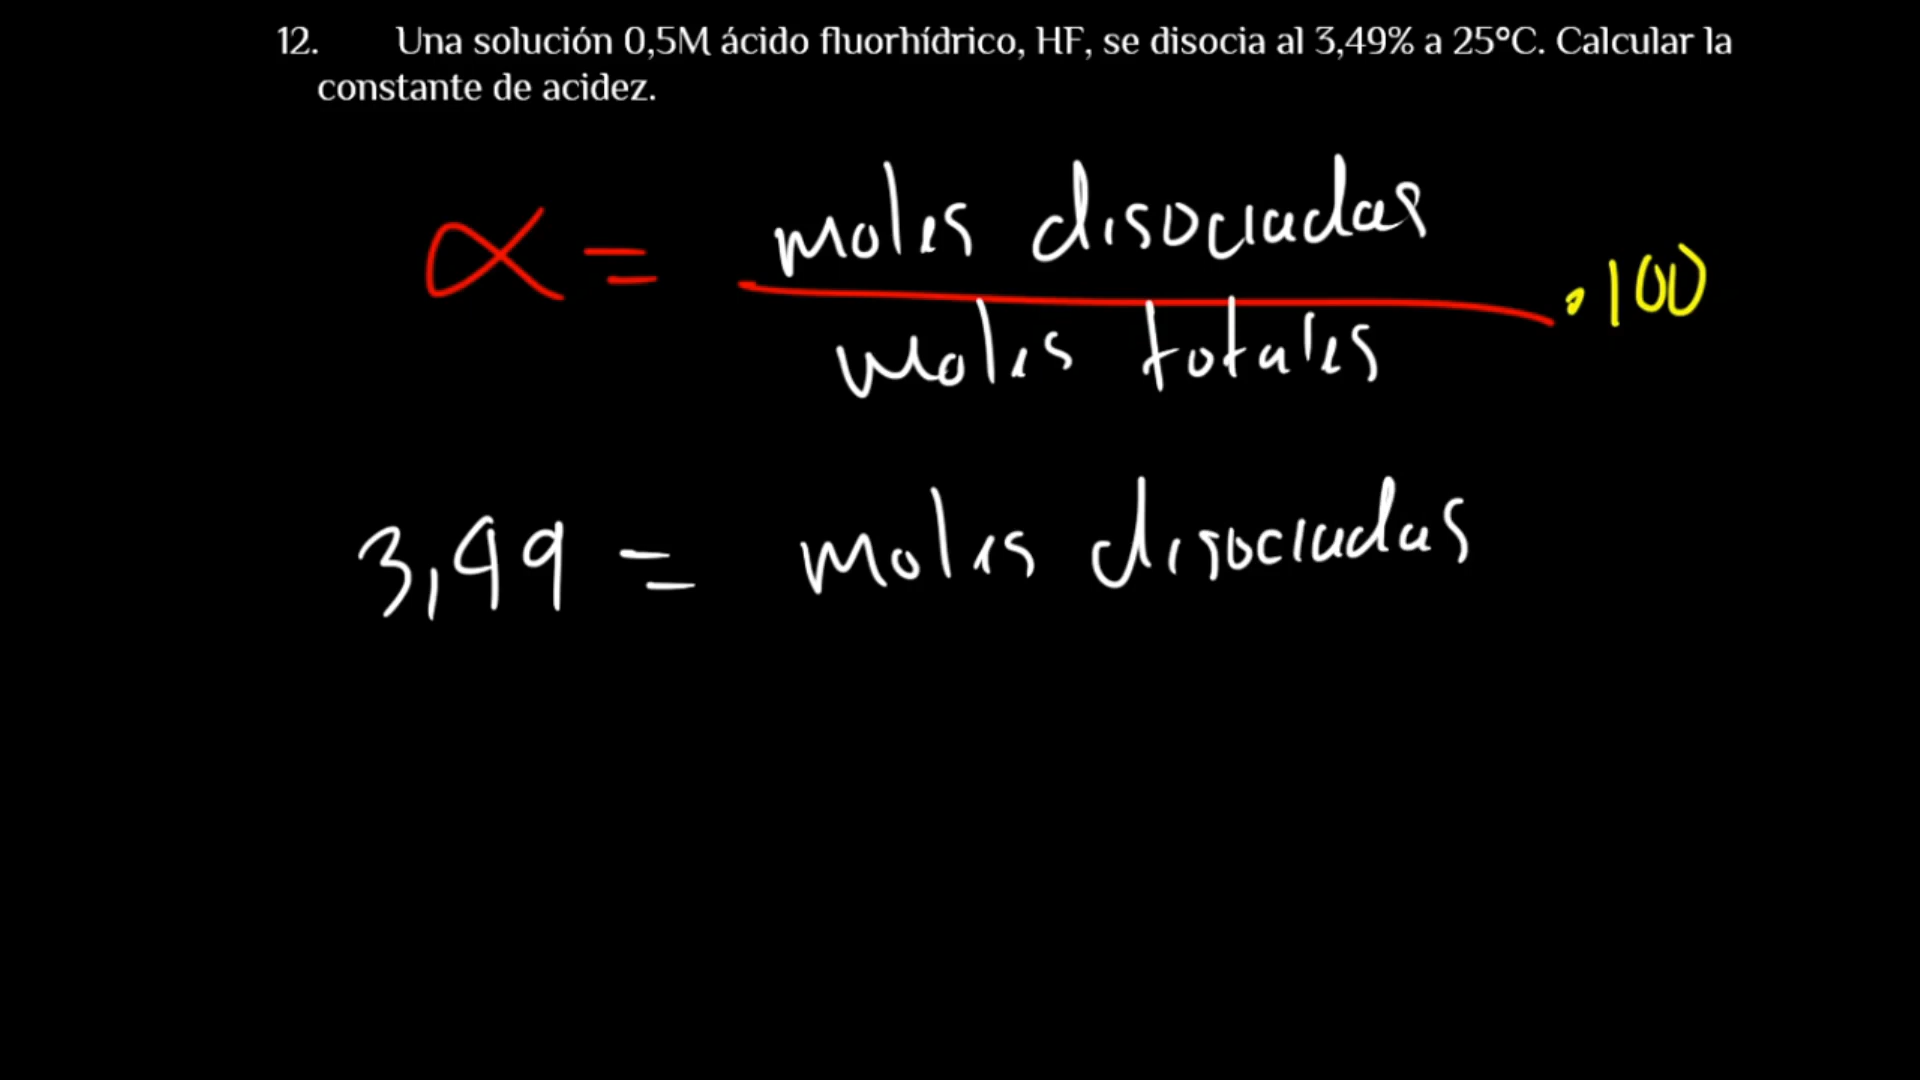 12. Una solución 0,5M ácido fluorhídrico, HF, se disocia al 3,49% a 25°C. Calcular la
constante de acidez.
α = moles disociadas
moles totales
.100
3,49 = moles disociadas